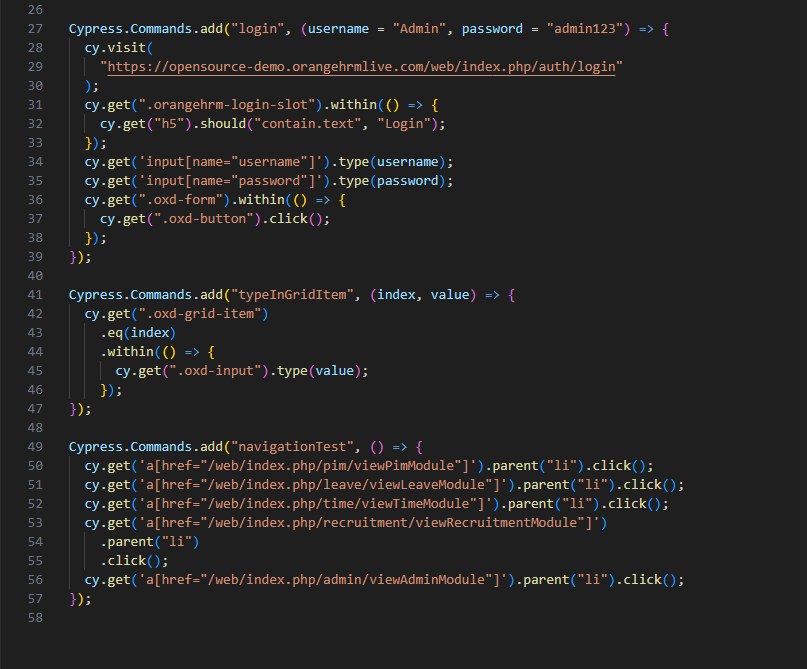 26
27 Cypress.Commands.add("login", (username = "Admin", password = "admin123") => {
28   cy.visit(
29     "https://opensource-demo.orangehrmlive.com/web/index.php/auth/login"
30   );
31   cy.get(".orangehrm-login-slot").within(() => {
32     cy.get("h5").should("contain.text", "Login");
33   });
34   cy.get('input[name="username"]').type(username);
35   cy.get('input[name="password"]').type(password);
36   cy.get(".oxd-form").within(() => {
37     cy.get(".oxd-button").click();
38   });
39 });
40
41 Cypress.Commands.add("typeInGridItem", (index, value) => {
42   cy.get(".oxd-grid-item")
43     .eq(index)
44     .within(() => {
45       cy.get(".oxd-input").type(value);
46     });
47 });
48
49 Cypress.Commands.add("navigationTest", () => {
50   cy.get('a[href="/web/index.php/pim/viewPimModule"]').parent("li").click();
51   cy.get('a[href="/web/index.php/leave/viewLeaveModule"]').parent("li").click();
52   cy.get('a[href="/web/index.php/time/viewTimeModule"]').parent("li").click();
53   cy.get('a[href="/web/index.php/recruitment/viewRecruitmentModule"]')
54     .parent("li")
55     .click();
56   cy.get('a[href="/web/index.php/admin/viewAdminModule"]').parent("li").click();
57 });
58